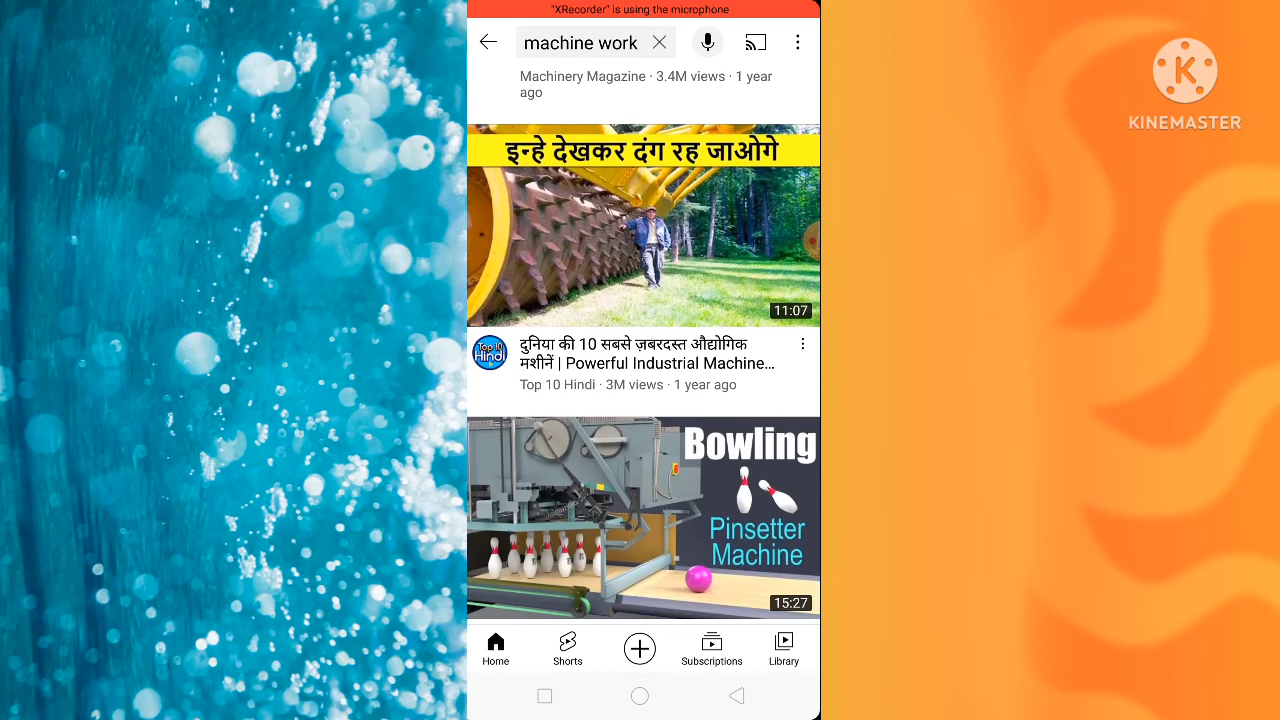 "XRecorder" is using the microphone
machine work
Machinery Magazine · 3.4M views · 1 year
ago
इन्हे देखकर दंग रह जाओगे
11:07
Top 10
Hindi
दुनिया की 10 सबसे ज़बरदस्त औद्योगिक
मशीनें | Powerful Industrial Machine...
Top 10 Hindi · 3M views · 1 year ago
Bowling
Pinsetter
Machine
15:27
Home
Shorts
Subscriptions
Library
K
KINEMASTER